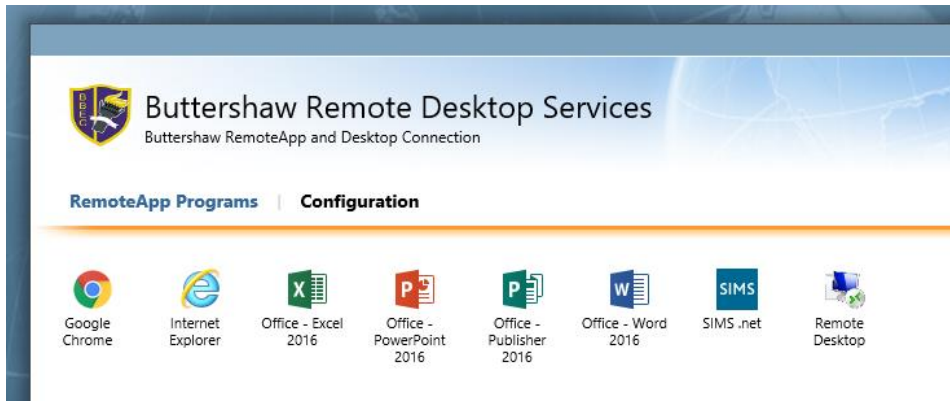 BBEC
Buttershaw Remote Desktop Services
Buttershaw RemoteApp and Desktop Connection
RemoteApp Programs | Configuration
Google
Chrome
Internet
Explorer
Office - Excel
2016
Office -
PowerPoint
2016
Office -
Publisher
2016
Office - Word
2016
SIMS
SIMS .net
Remote
Desktop